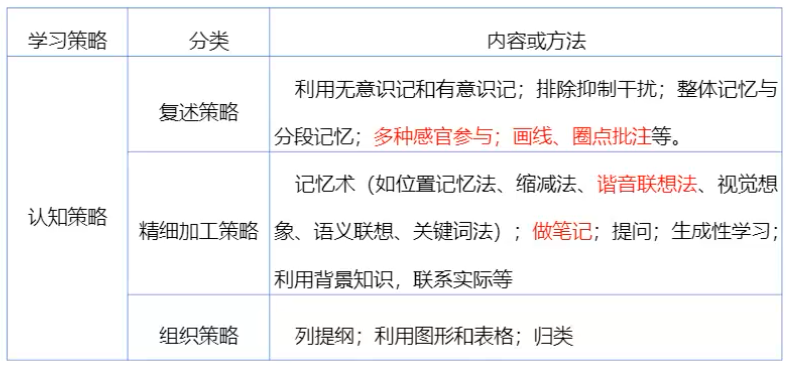 学习策略 分类 内容或方法
认知策略
复述策略
利用无意识记和有意识记；排除抑制干扰；整体记忆与
分段记忆；多种感官参与；画线、圈点批注等。
精细加工策略
记忆术（如位置记忆法、缩减法、谐音联想法、视觉想
象、语义联想、关键词法）；做笔记；提问；生成性学习；
利用背景知识，联系实际等
组织策略
列提纲；利用图形和表格；归类